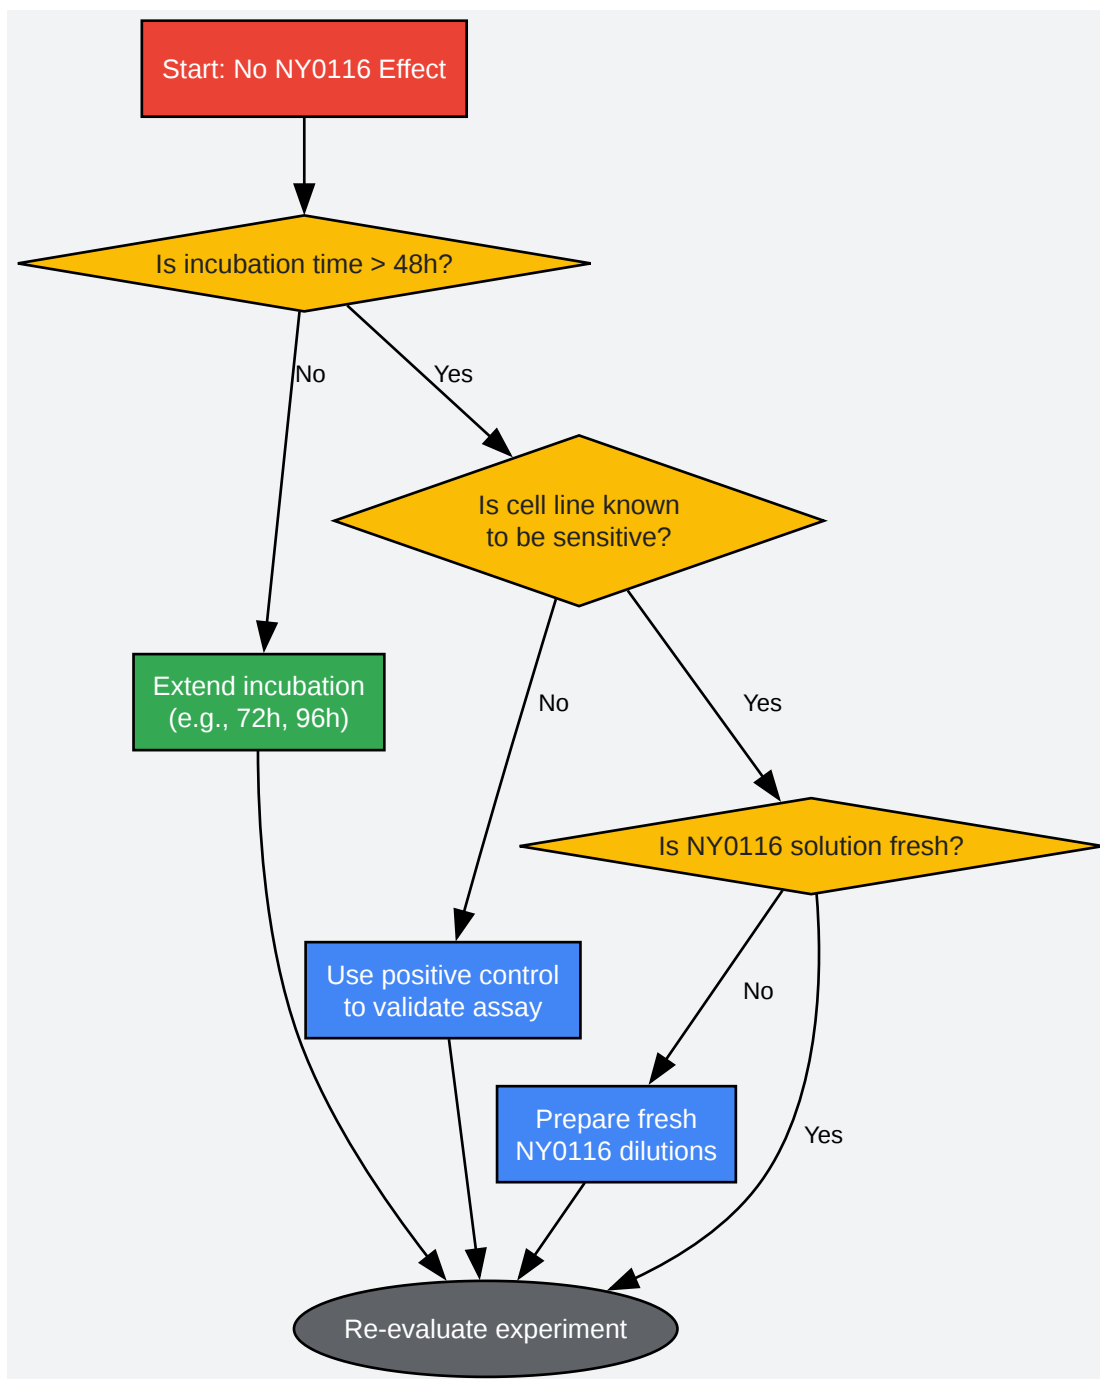 Start: No NY0116 Effect
Is incubation time > 48h?
No
Yes
Is cell line known
to be sensitive?
Extend incubation
(e.g., 72h, 96h)
No
Yes
Is NY0116 solution fresh?
Use positive control
to validate assay
No
Prepare fresh
NY0116 dilutions
Yes
Re-evaluate experiment